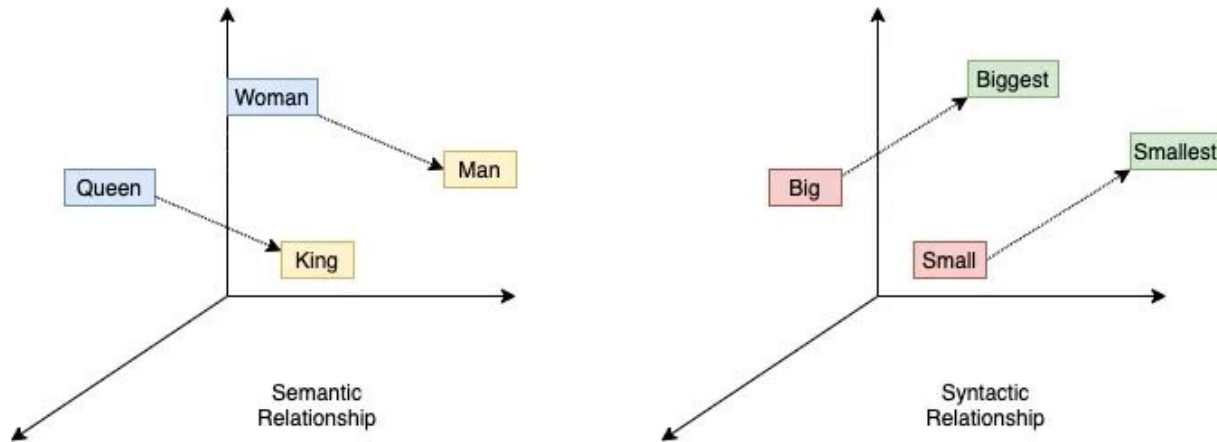 Woman
Man
Queen
King
Semantic
Relationship
Biggest
Smallest
Big
Small
Syntactic
Relationship